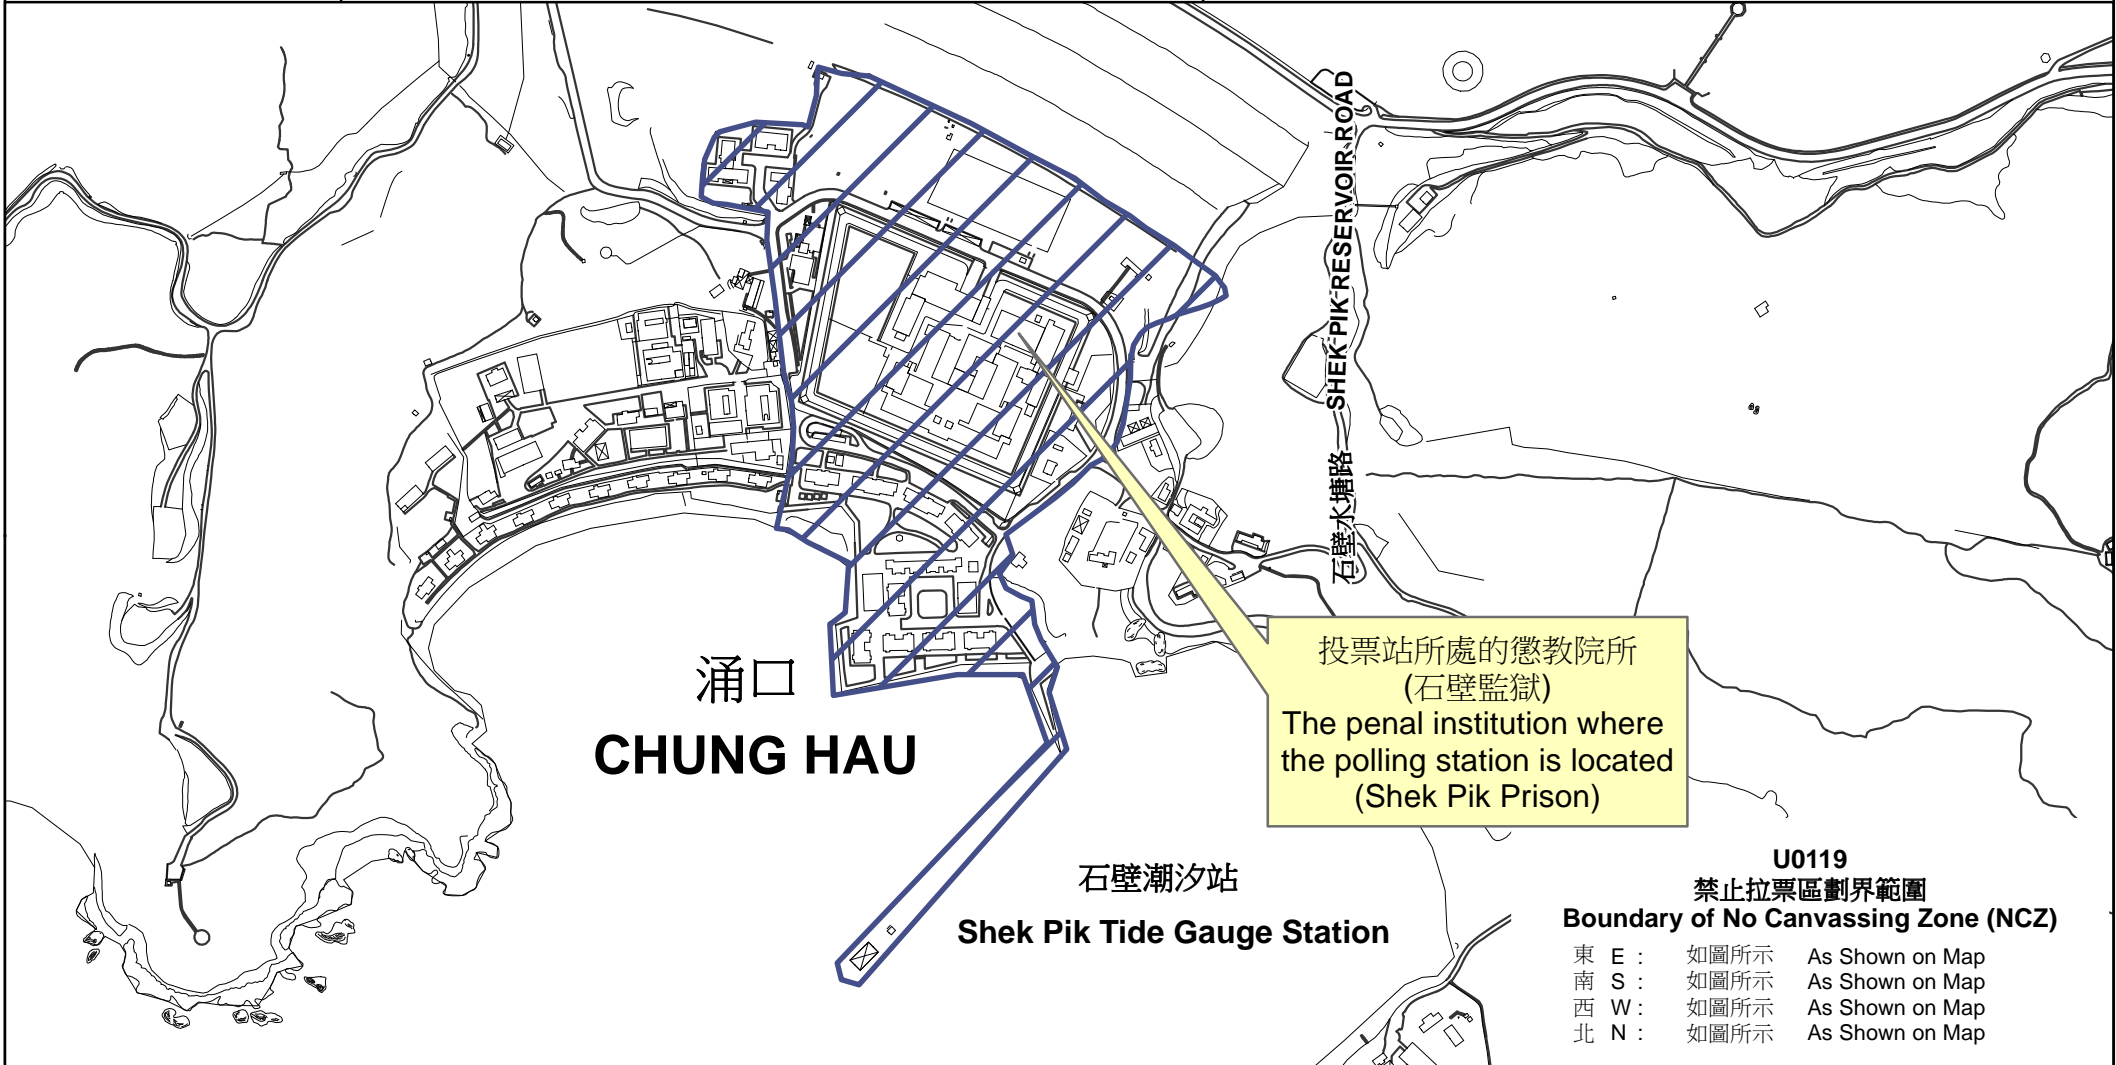 石壁水塘路 SHEK PIK RESERVOIR ROAD
涌口
CHUNG HAU
投票站所處的懲教院所
(石壁監獄)
The penal institution where
the polling station is located
(Shek Pik Prison)
石壁潮汐站
Shek Pik Tide Gauge Station
U0119
禁止拉票區劃界範圍
Boundary of No Canvassing Zone (NCZ)
東 E : 如圖所示 As Shown on Map
南 S : 如圖所示 As Shown on Map
西 W : 如圖所示 As Shown on Map
北 N : 如圖所示 As Shown on Map